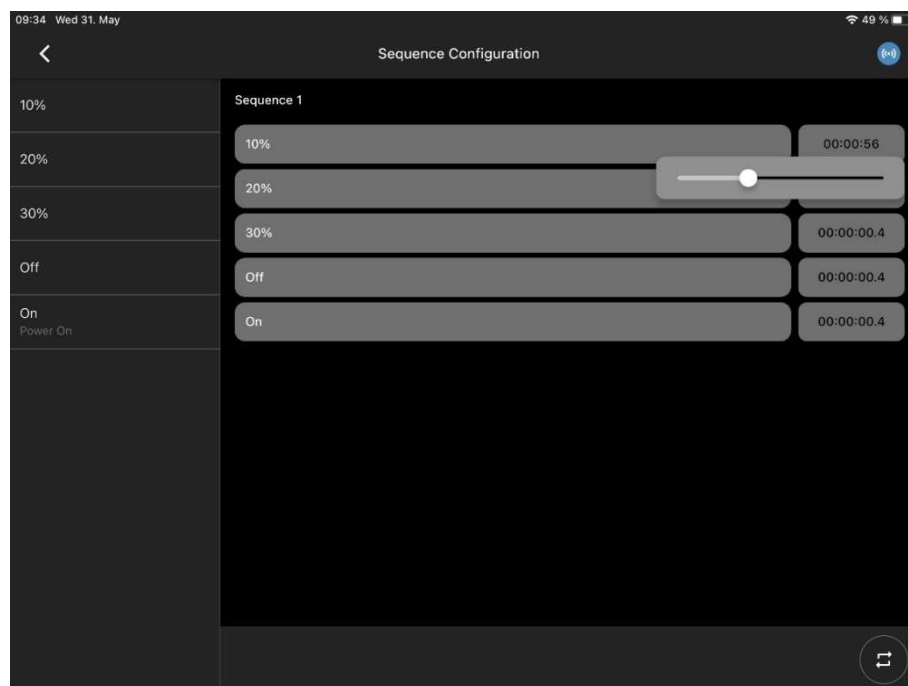 09:34 Wed 31. May
49 %
Sequence Configuration
10%
20%
30%
Off
On
Power On
Sequence 1
10%
00:00:56
20%
30%
00:00:00.4
Off
00:00:00.4
On
00:00:00.4